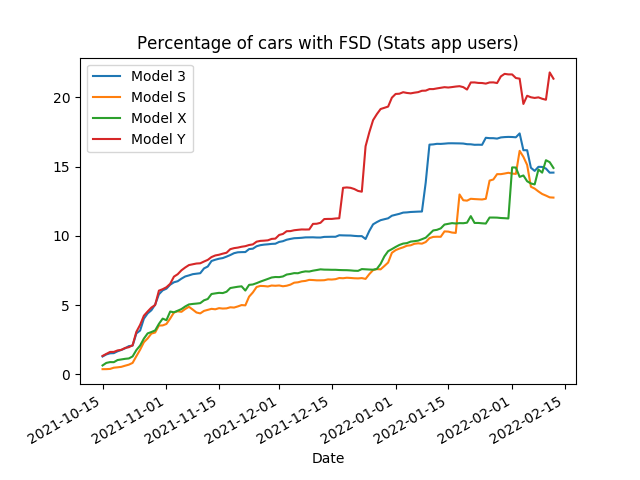 Percentage of cars with FSD (Stats app users)
Model 3
Model S
Model X
Model Y
20
15
10
5
0
2021-10-15
2021-11-01
2021-11-15
2021-12-01
2021-12-15
2022-01-01
2022-01-15
2022-02-01
2022-02-15
Date